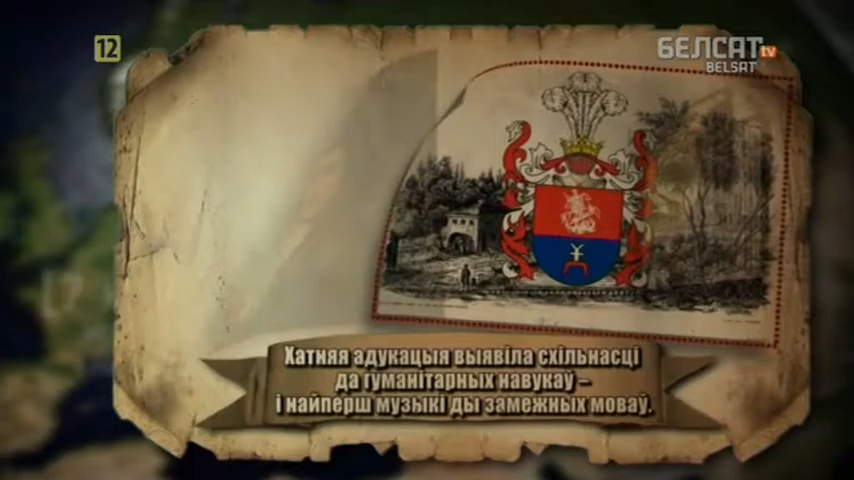 12
БЕЛСАТ tv
BELSAT
Хатняя адукацыя выявіла схільнасці
да гуманітарных навукаў –
і найперш музыкі ды замежных моваў.